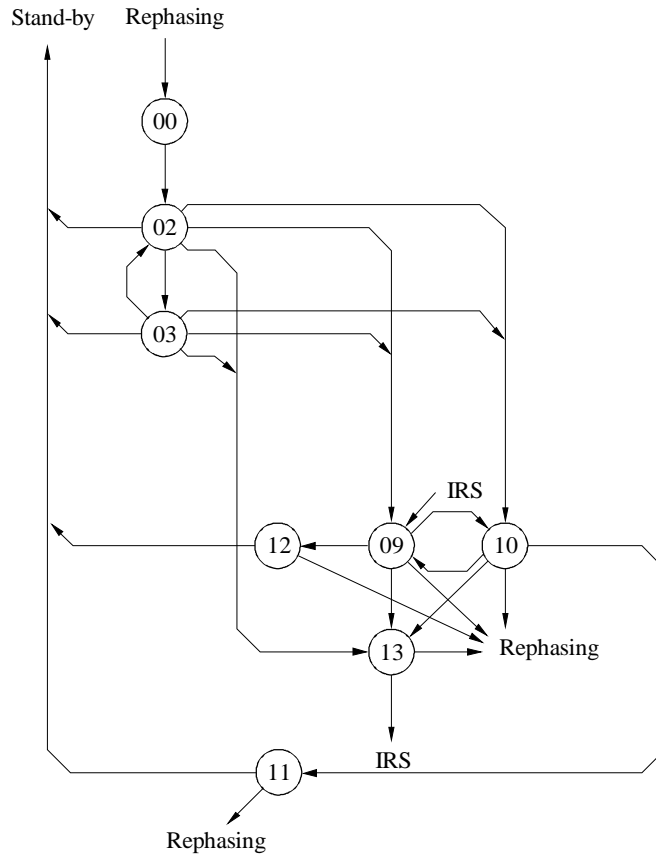 Stand-by
Rephasing
00
02
03
IRS
12
09
10
Rephasing
13
IRS
11
Rephasing